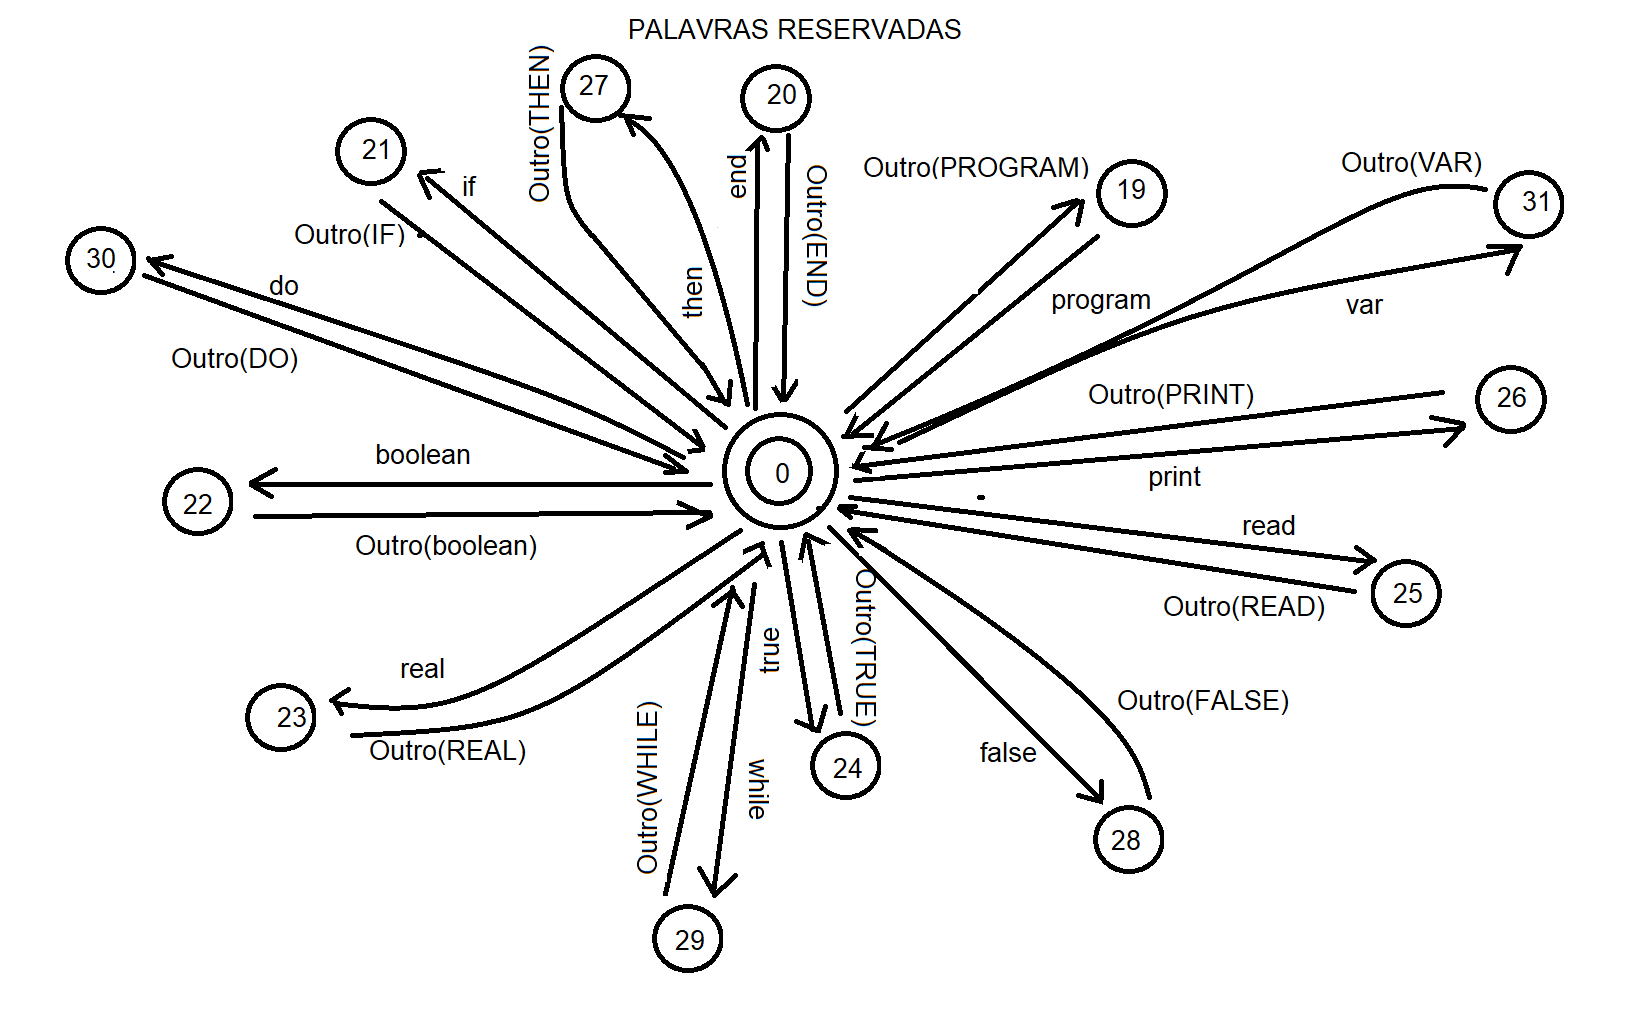 PALAVRAS RESERVADAS
27
20
Outro(THEN)
21
if
end
Outro(PROGRAM)
19
Outro(VAR)
31
Outro(IF)
Outro(END)
30
do
then
program
var
Outro(DO)
Outro(PRINT)
26
boolean
0
print
22
Outro(boolean)
read
25
Outro(READ)
real
true
Outro(TRUE)
23
Outro(REAL)
Outro(WHILE)
while
24
false
Outro(FALSE)
28
29